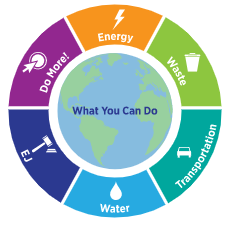 Energy
Waste
Transportation
Water
EJ
Do More!
What You Can Do